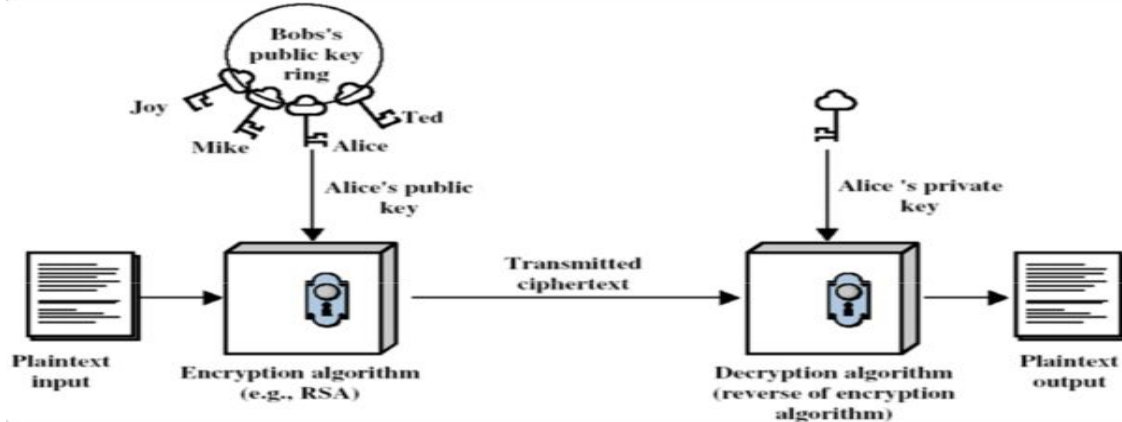 Bobs's
public key
ring
Joy
Ted
Mike
Alice
Alice's public
key
Alice 's private
key
Transmitted
ciphertext
Plaintext
input
Encryption algorithm
(e.g., RSA)
Decryption algorithm
(reverse of encryption
algorithm)
Plaintext
output